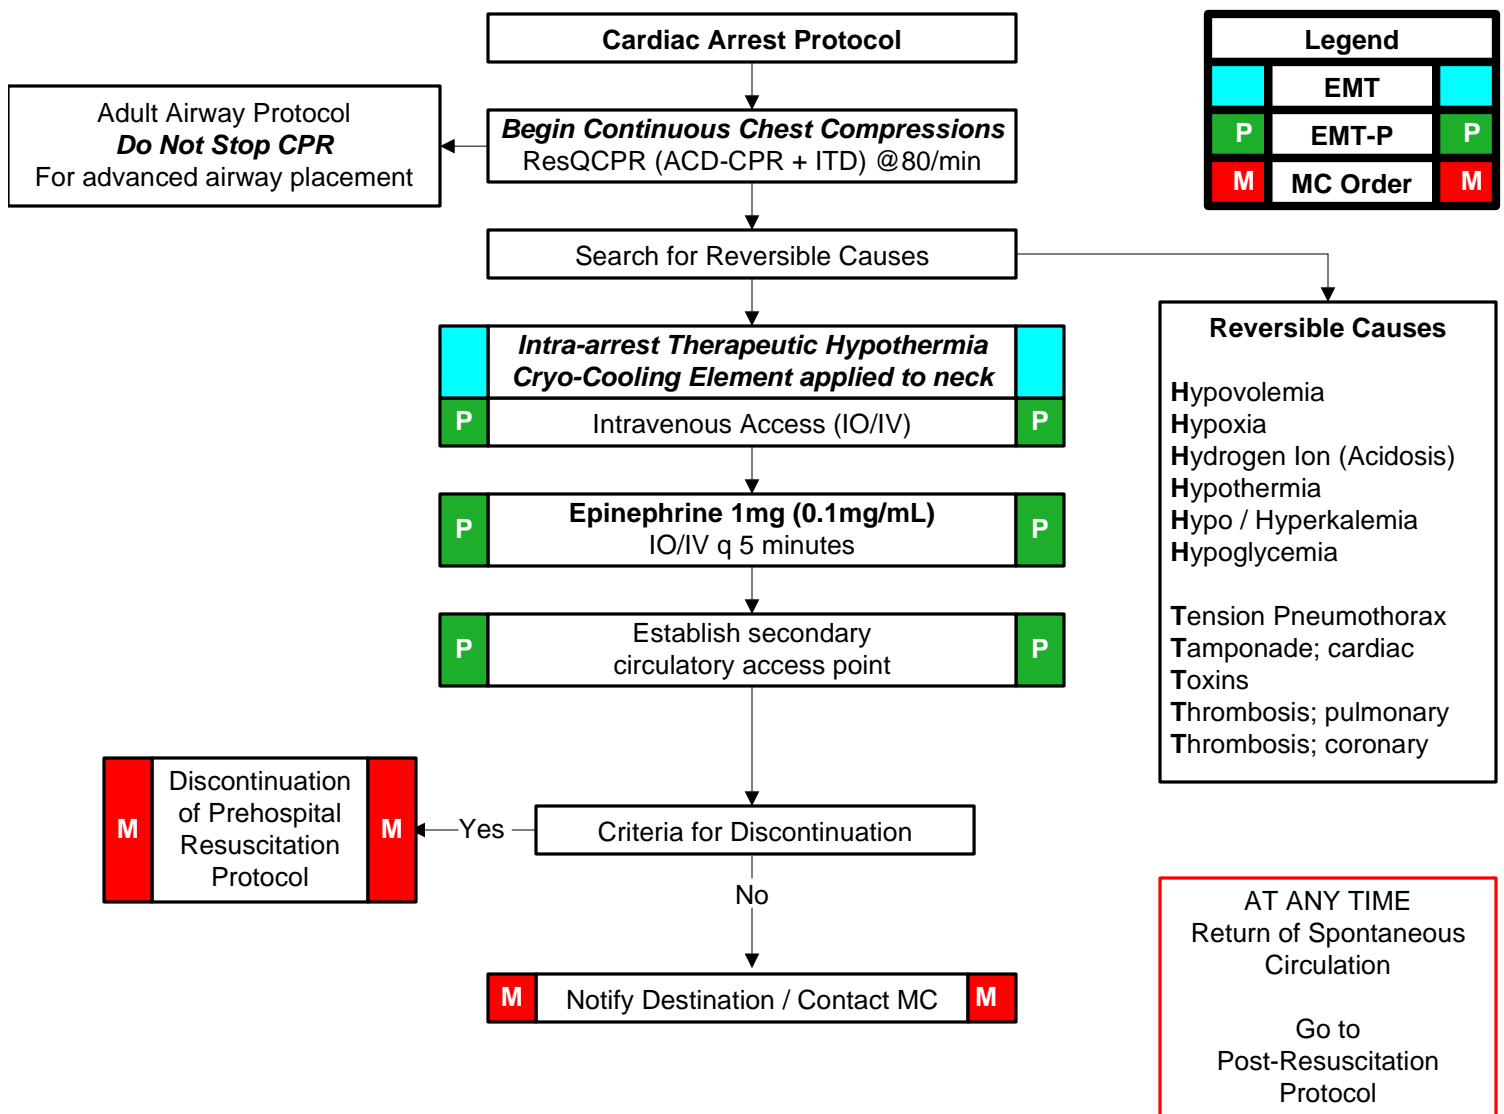 Cardiac Arrest Protocol
Legend
EMT
P EMT-P P
M MC Order M
Adult Airway Protocol
Do Not Stop CPR
For advanced airway placement
Begin Continuous Chest Compressions
ResQCPR (ACD-CPR + ITD) @80/min
Search for Reversible Causes
Intra-arrest Therapeutic Hypothermia
Cryo-Cooling Element applied to neck
P Intravenous Access (IO/IV) P
P Epinephrine 1mg (0.1mg/mL) P
IO/IV q 5 minutes
P Establish secondary P
circulatory access point
Reversible Causes
Hypovolemia
Hypoxia
Hydrogen Ion (Acidosis)
Hypothermia
Hypo / Hyperkalemia
Hypoglycemia
Tension Pneumothorax
Tamponade; cardiac
Toxins
Thrombosis; pulmonary
Thrombosis; coronary
Criteria for Discontinuation
Yes
M Discontinuation M
of Prehospital
Resuscitation
Protocol
No
M Notify Destination / Contact MC M
AT ANY TIME
Return of Spontaneous
Circulation
Go to
Post-Resuscitation
Protocol